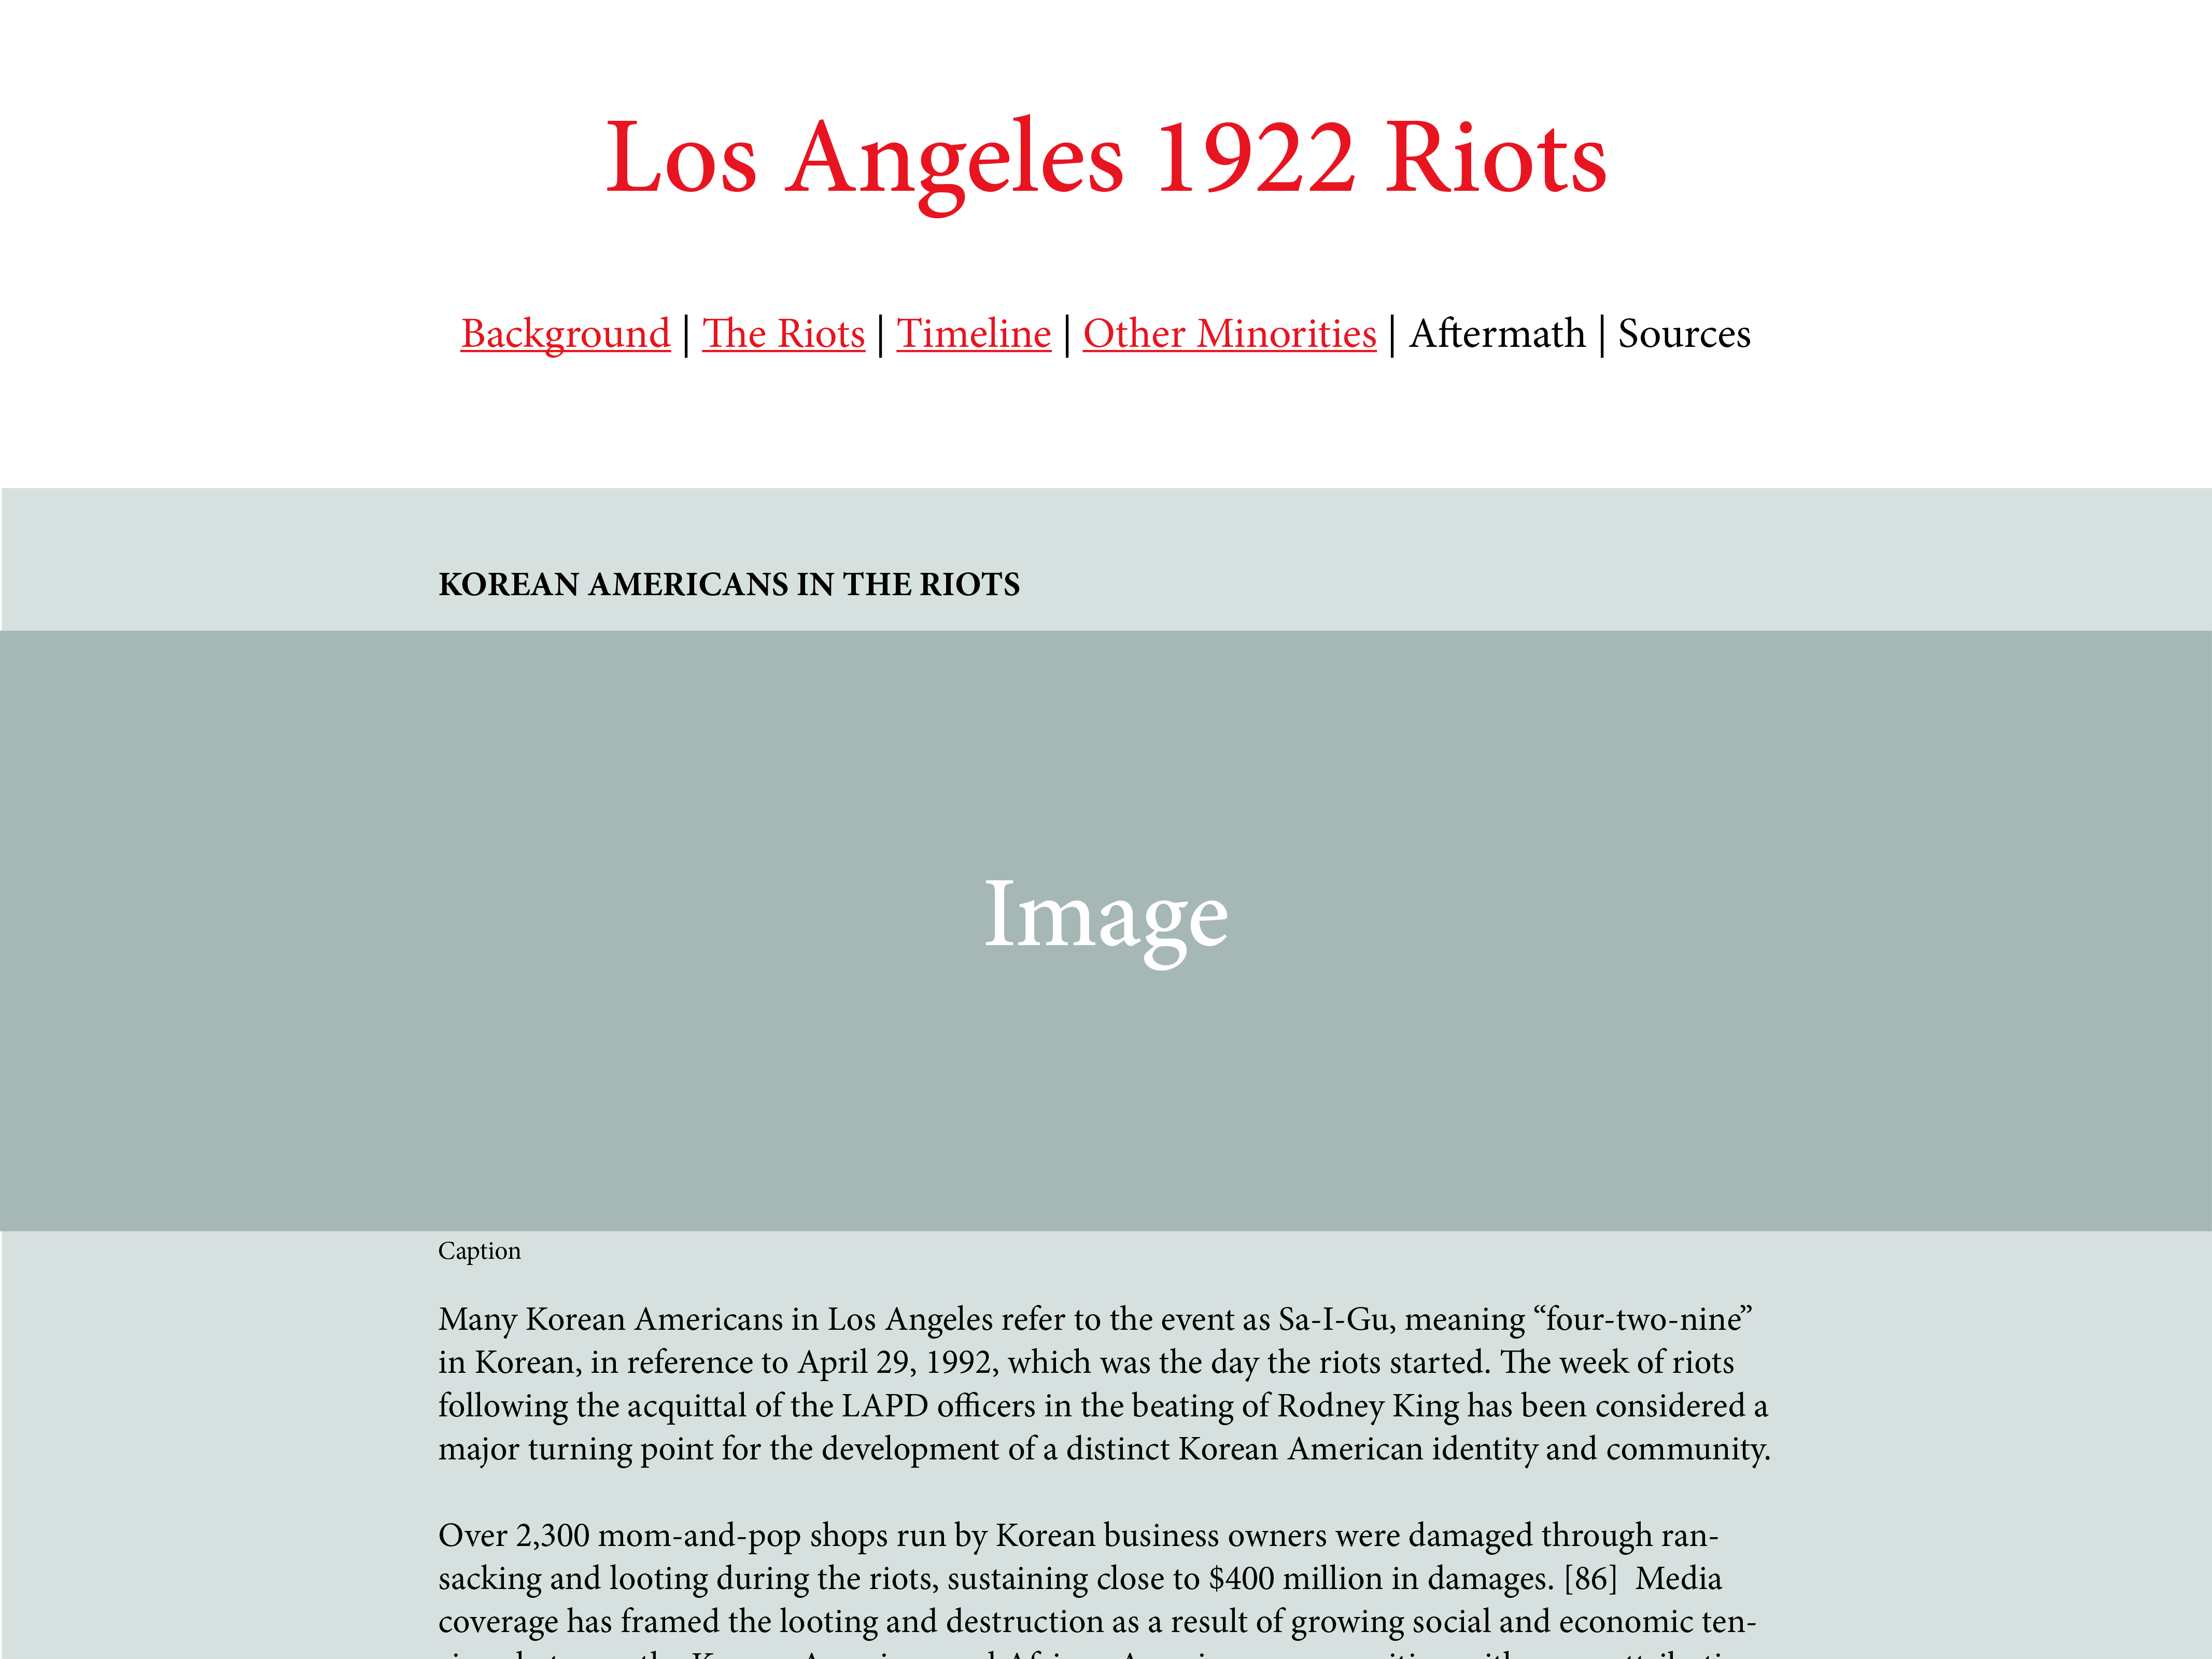 Los Angeles 1922 Riots
Background | The Riots | Timeline | Other Minorities | Aftermath | Sources
KOREAN AMERICANS IN THE RIOTS
Image
Caption
Many Korean Americans in Los Angeles refer to the event as Sa-I-Gu, meaning “four-two-nine”
in Korean, in reference to April 29, 1992, which was the day the riots started. The week of riots
following the acquittal of the LAPD officers in the beating of Rodney King has been considered a
major turning point for the development of a distinct Korean American identity and community.
Over 2,300 mom-and-pop shops run by Korean business owners were damaged through ran-
sacking and looting during the riots, sustaining close to $400 million in damages. [86]  Media
coverage has framed the looting and destruction as a result of growing social and economic ten-